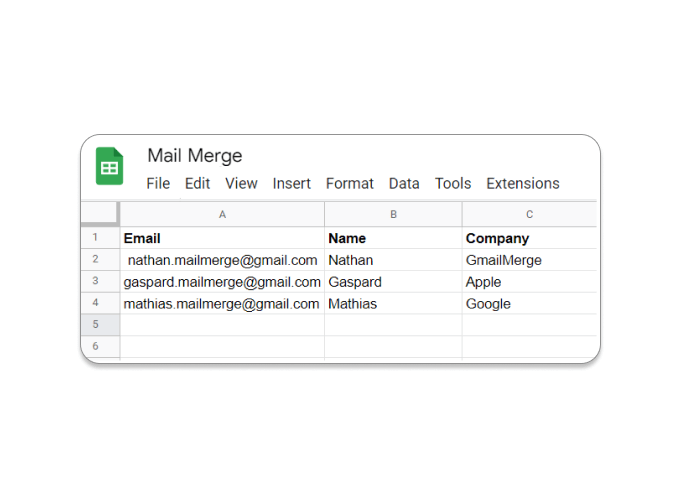 Mail Merge
File Edit View Insert Format Data Tools Extensions
A B C
1 Email Name Company
2 nathan.mailmerge@gmail.com Nathan GmailMerge
3 gaspard.mailmerge@gmail.com Gaspard Apple
4 mathias.mailmerge@gmail.com Mathias Google
5
6